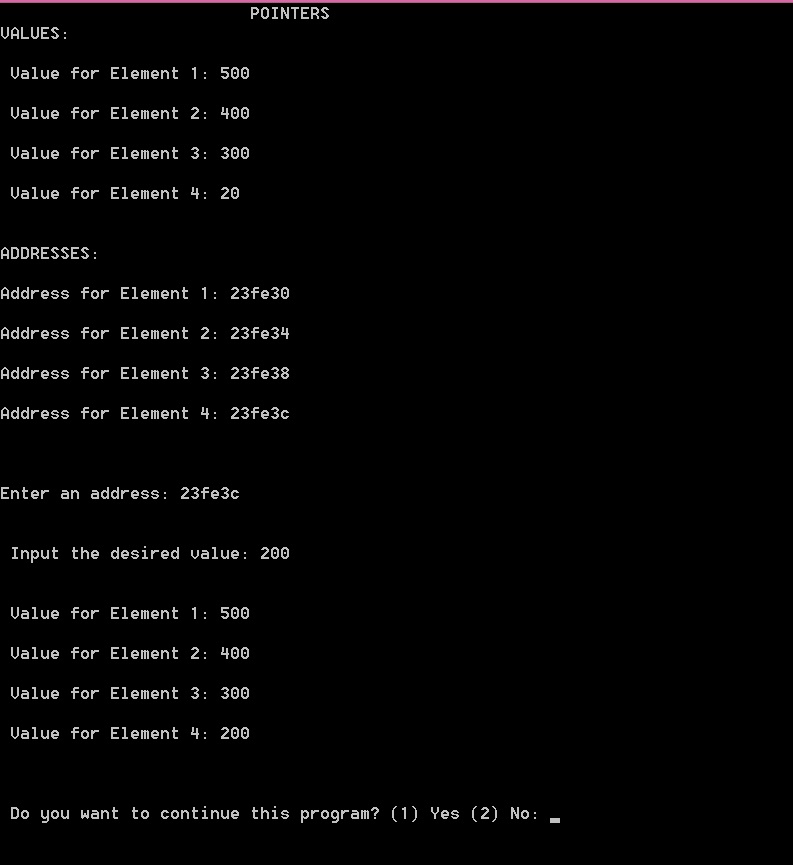 POINTERS
VALUES:
Value for Element 1: 500
Value for Element 2: 400
Value for Element 3: 300
Value for Element 4: 20
ADDRESSES:
Address for Element 1: 23fe30
Address for Element 2: 23fe34
Address for Element 3: 23fe38
Address for Element 4: 23fe3c
Enter an address: 23fe3c
Input the desired value: 200
Value for Element 1: 500
Value for Element 2: 400
Value for Element 3: 300
Value for Element 4: 200
Do you want to continue this program? (1) Yes (2) No: _